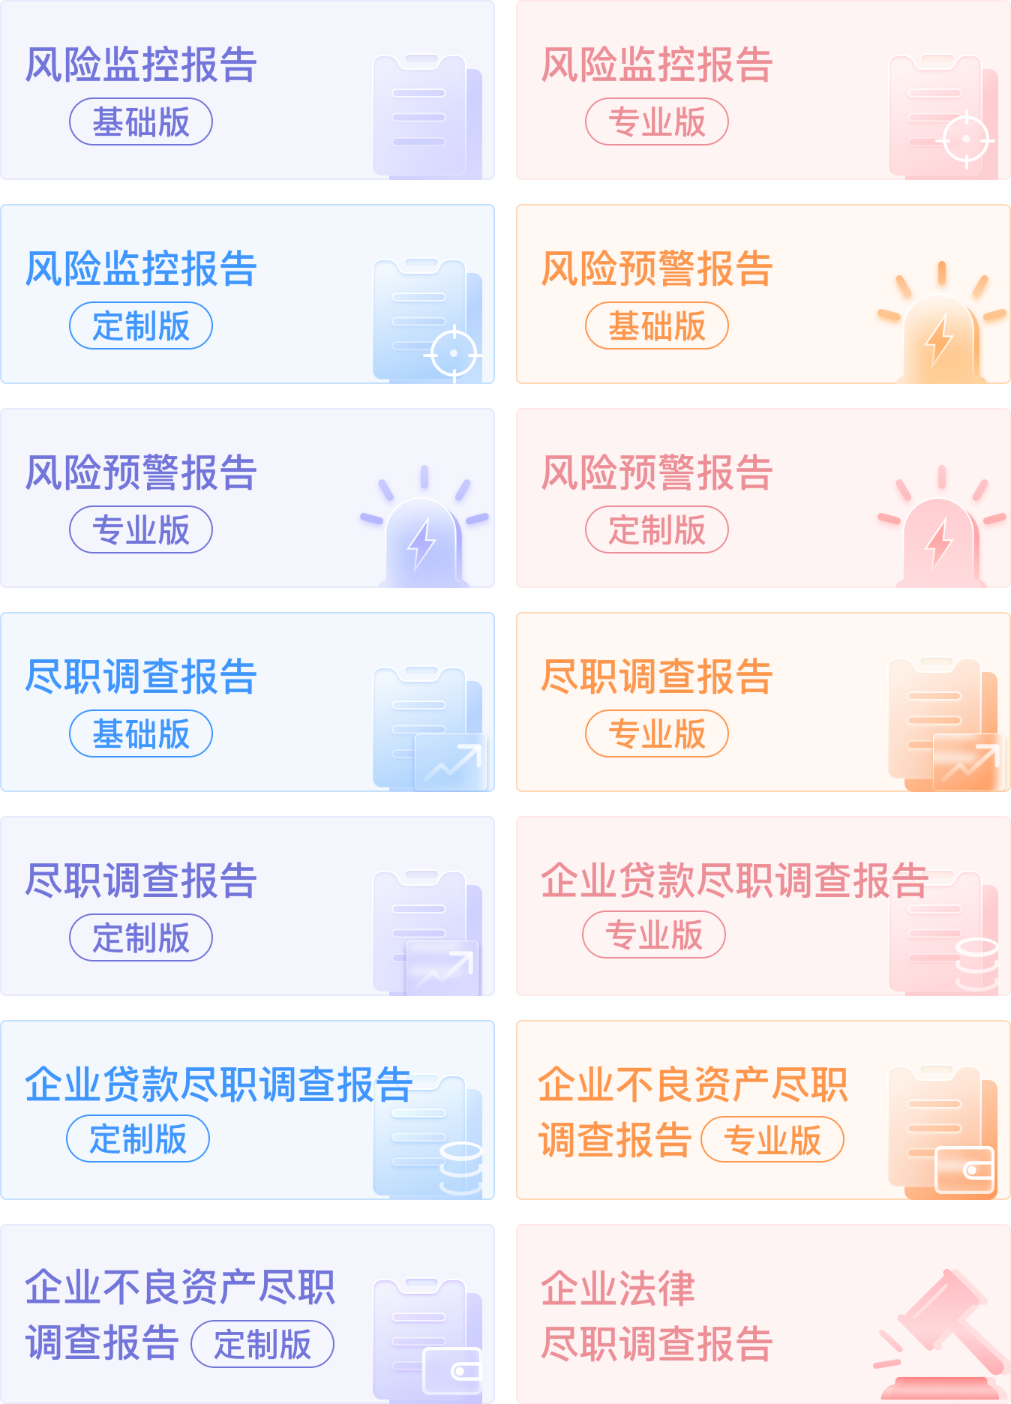 风险监控报告
基础版
风险监控报告
专业版
风险监控报告
定制版
风险预警报告
基础版
风险预警报告
专业版
风险预警报告
定制版
尽职调查报告
基础版
尽职调查报告
专业版
尽职调查报告
定制版
企业贷款尽职调查报告
专业版
企业贷款尽职调查报告
定制版
企业不良资产尽职
调查报告 专业版
企业不良资产尽职
调查报告 定制版
企业法律
尽职调查报告